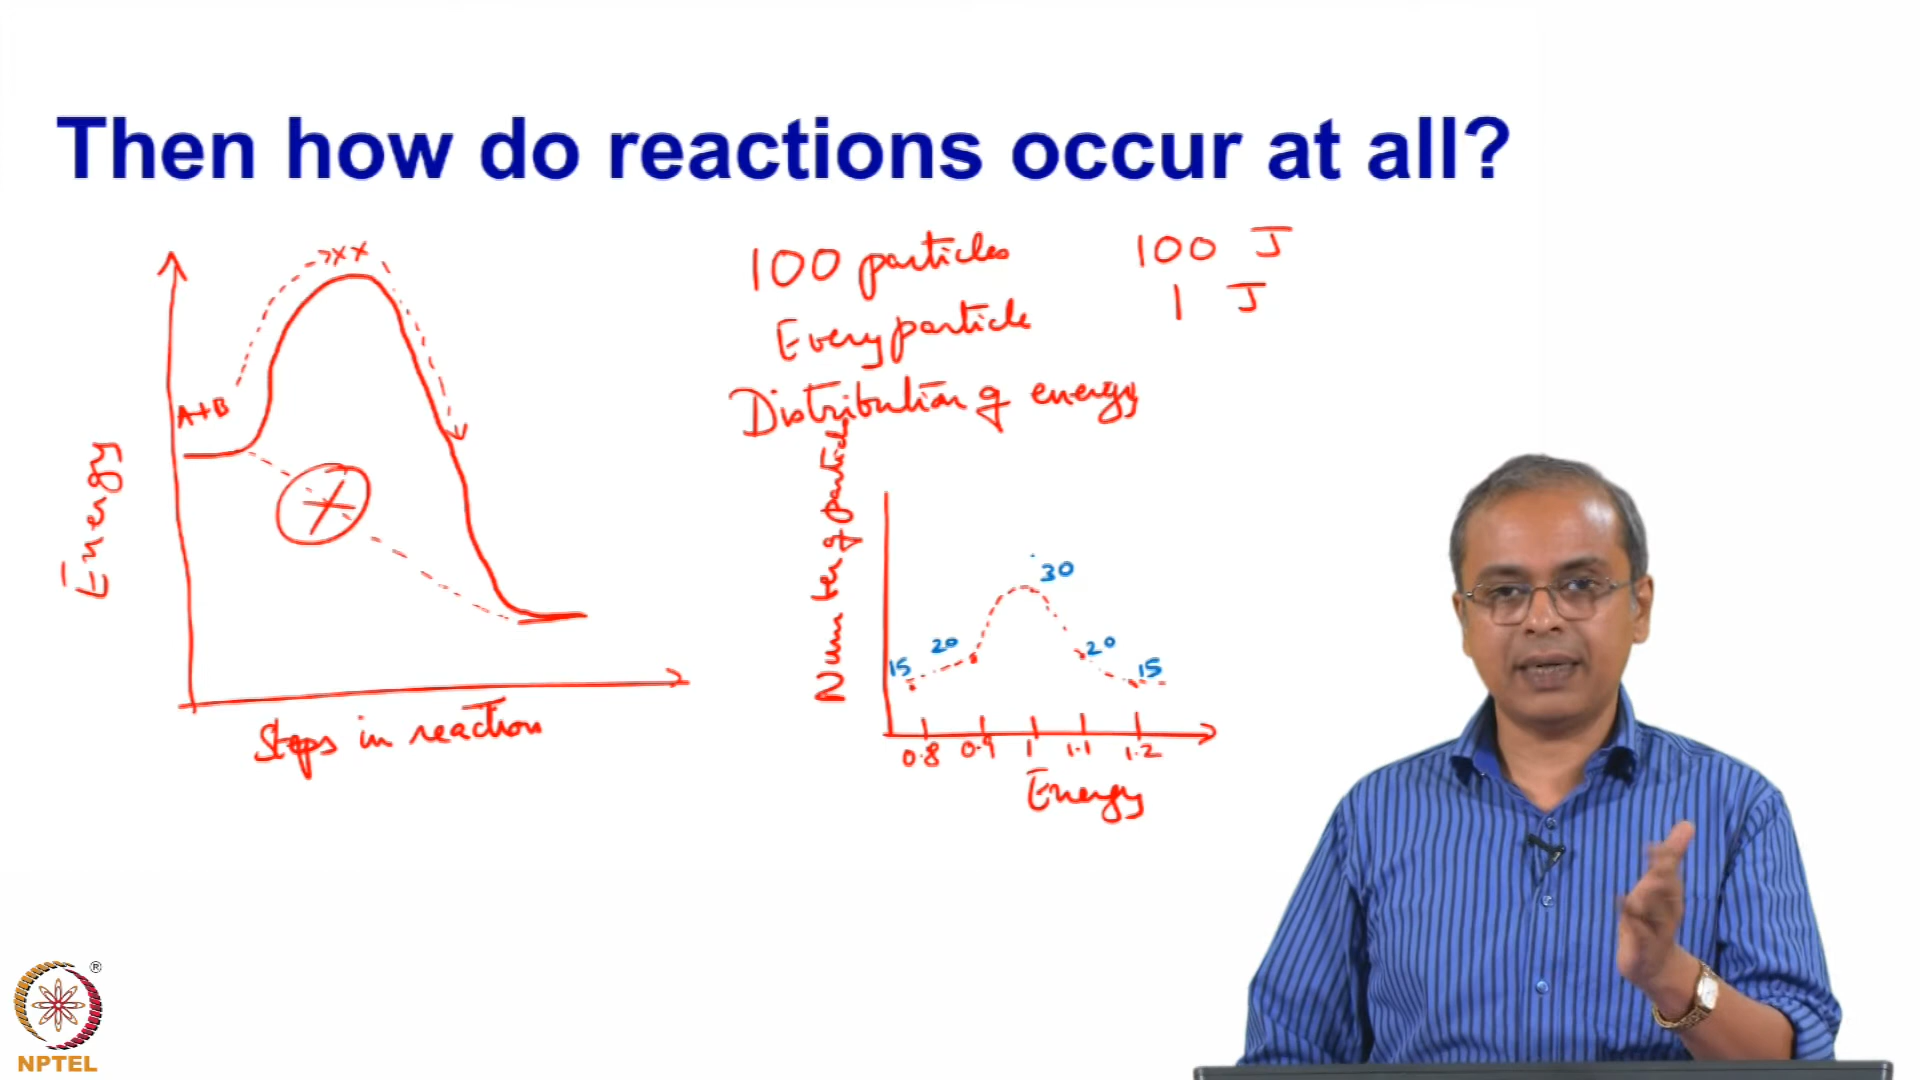 Then how do reactions occur at all?
XX
A+B
Energy
Steps in reaction
100 particles 100 J
Every particle 1 J
Distribution of energy
Number of particles
15 20 30 20 15
0.8 0.9 1 1.1 1.2
Energy
®
NPTEL